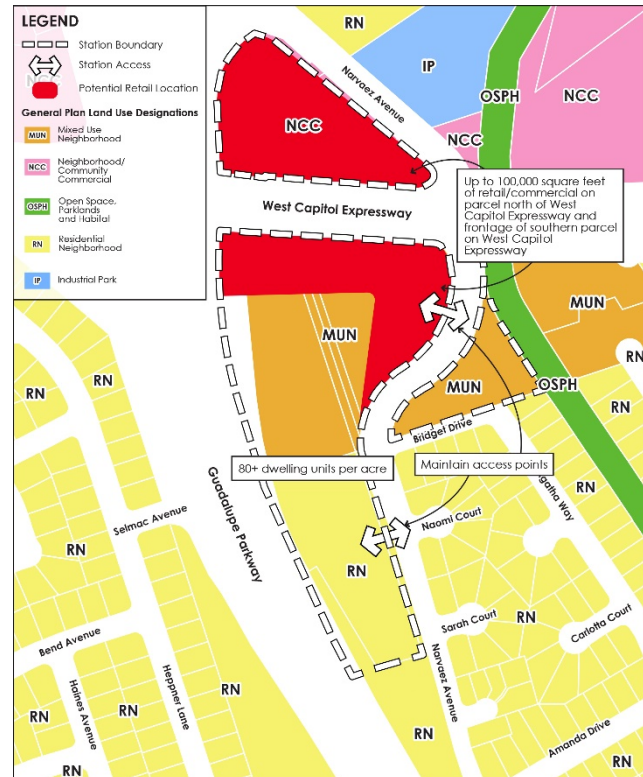 LEGEND
Station Boundary
Station Access
Potential Retail Location
NCC
General Plan Land Use Designations
MUN
Mixed Use
Neighborhood
NCC
Neighborhood/
Community
Commercial
OSPH
Open Space,
Parklands
and Habitat
RN
Residential
Neighborhood
IP
Industrial Park
RN
Narvaez Avenue
IP
OSPH
NCC
NCC
NCC
West Capitol Expressway
Up to 100,000 square feet
of retail/commercial on
parcel north of West
Capitol Expressway and
frontage of southern parcel
on West Capitol
Expressway
MUN
MUN
MUN
RN
OSPH
RN
RN
RN
Bridget Drive
80+ dwelling units per acre
Maintain access points
Guadalupe Parkway
Selmac Avenue
Naomi Court
RN
RN
RN
RN
RN
Sarah Court
Carlotta Court
Bend Avenue
Haines Avenue
Heppner Lane
Narvaez Avenue
Amanda Drive
RN
RN
RN
RN
RN
RN